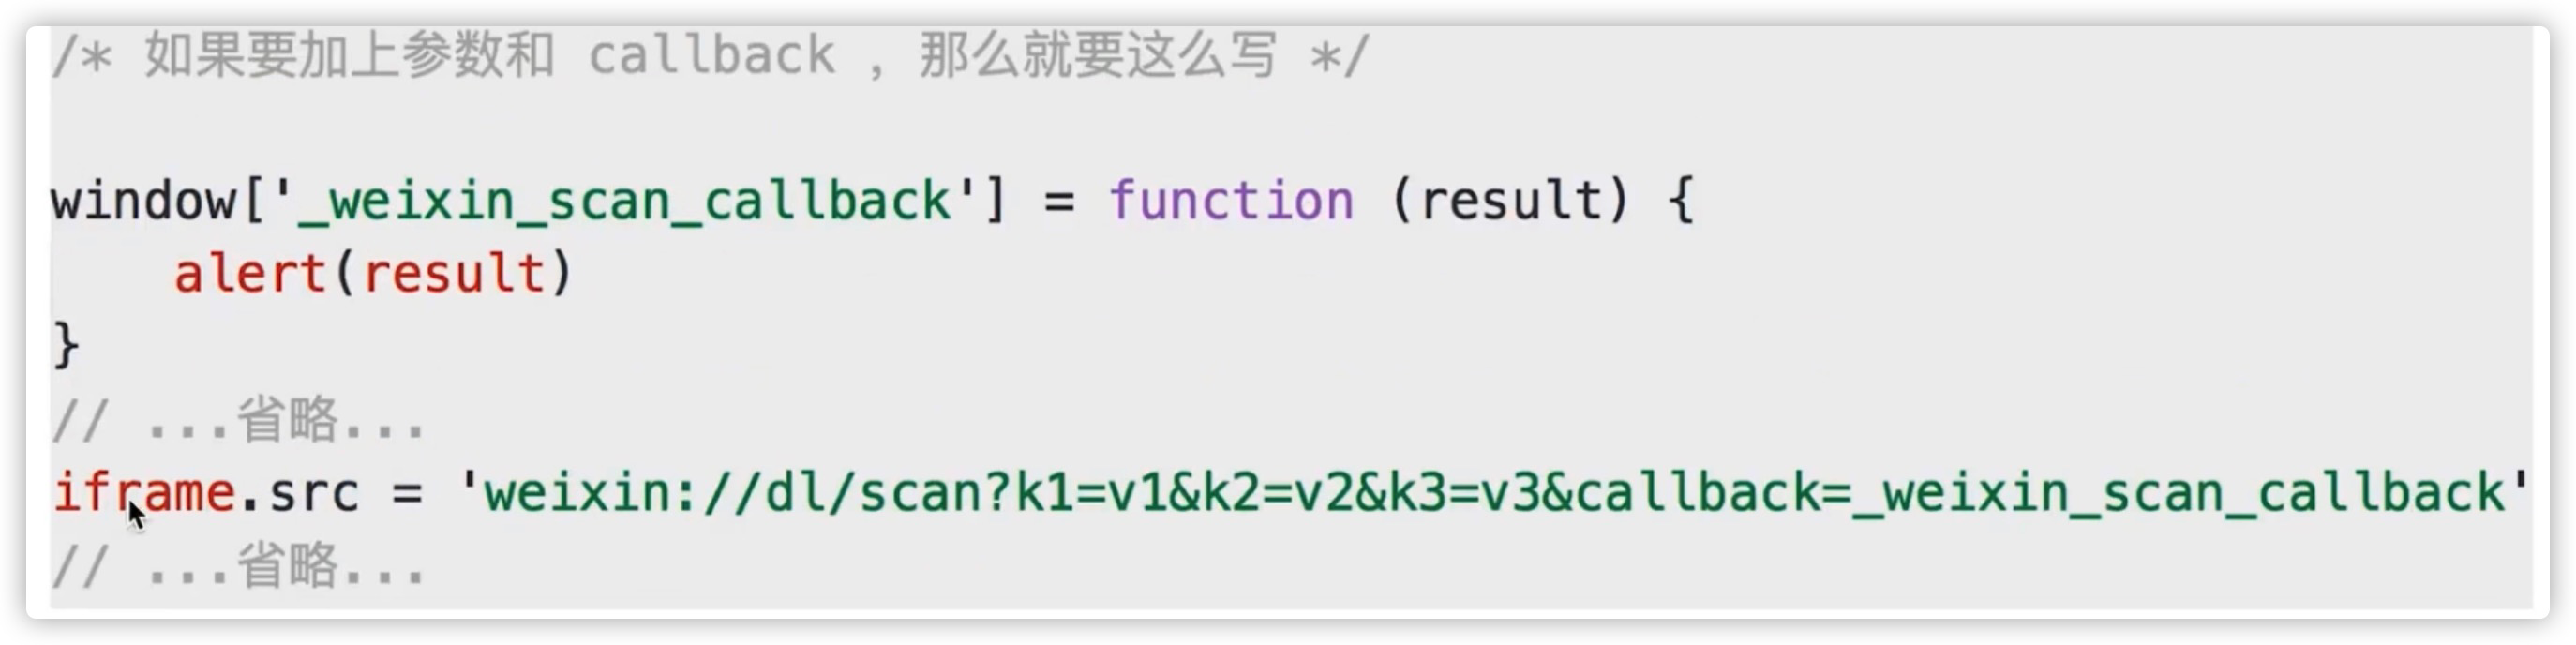 /* 如果要加上参数和 callback ，那么就要这么写 */
window['_weixin_scan_callback'] = function (result) {
    alert(result)
}
// ...省略...
iframe.src = 'weixin://dl/scan?k1=v1&k2=v2&k3=v3&callback=_weixin_scan_callback'
// ...省略...